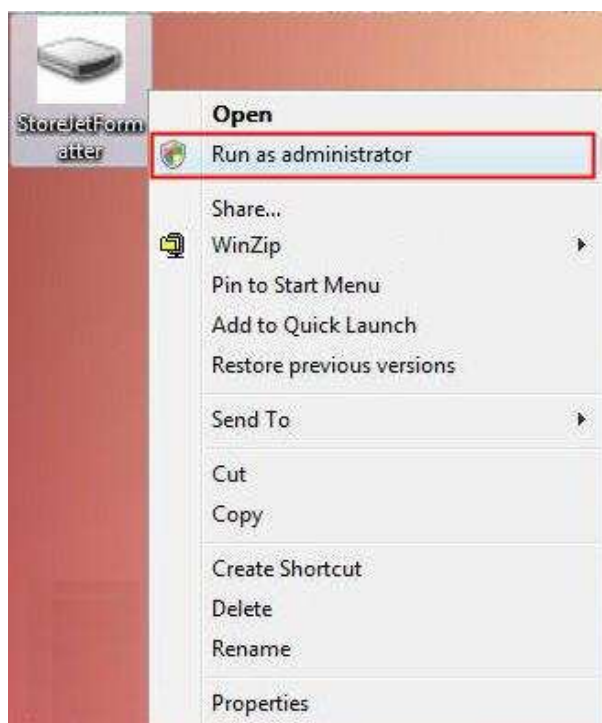 StoreJetForm
atter
Open
Run as administrator
Share...
WinZip
Pin to Start Menu
Add to Quick Launch
Restore previous versions
Send To
Cut
Copy
Create Shortcut
Delete
Rename
Properties